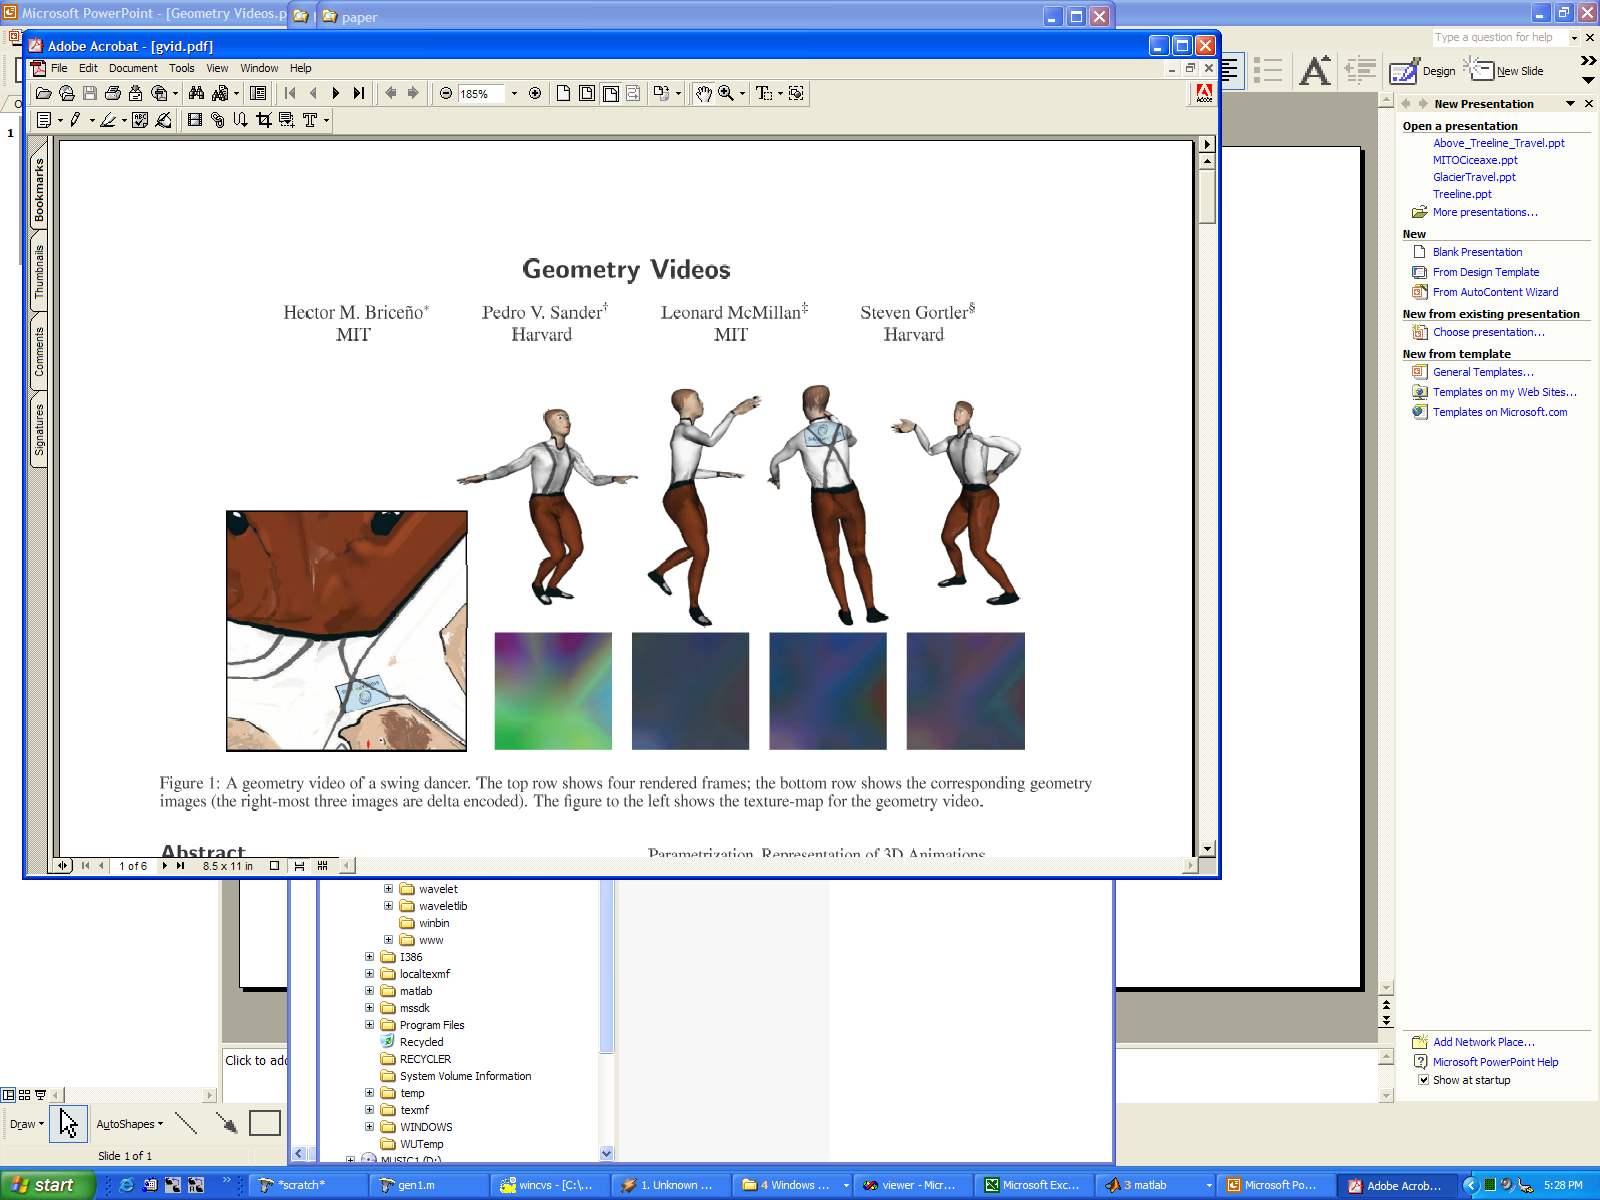 Microsoft PowerPoint - [Geometry Videos.p
paper
Type a question for help
Adobe Acrobat - [gvid.pdf]
File Edit Document Tools View Window Help
185%
Adobe
Design
New Slide
Bookmarks
Thumbnails
Comments
Signatures
1
Geometry Videos
Hector M. Briceño* Pedro V. Sander† Leonard McMillan‡ Steven Gortler§
MIT Harvard MIT Harvard
Figure 1: A geometry video of a swing dancer. The top row shows four rendered frames; the bottom row shows the corresponding geometry
images (the right-most three images are delta encoded). The figure to the left shows the texture-map for the geometry video.
Abstract
Parametrization, Representation of 3D Animations
1 of 6
8.5 x 11 in
New Presentation
Open a presentation
Above_Treeline_Travel.ppt
MITOCiceaxe.ppt
GlacierTravel.ppt
Treeline.ppt
More presentations...
New
Blank Presentation
From Design Template
From AutoContent Wizard
New from existing presentation
Choose presentation...
New from template
General Templates...
Templates on my Web Sites...
Templates on Microsoft.com
Add Network Place...
Microsoft PowerPoint Help
Show at startup
wavelet
waveletlib
winbin
www
I386
localtexmf
matlab
mssdk
Program Files
Recycled
RECYCLER
System Volume Information
temp
texmf
WINDOWS
WUTemp
MUSIC1 (D:)
Click to add
Draw
AutoShapes
Slide 1 of 1
start
*scratch*
gen1.m
wincvs - [C:\...
1. Unknown ...
4 Windows ...
viewer - Micr...
Microsoft Exc...
3 matlab
Microsoft Po...
Adobe Acrob...
5:28 PM